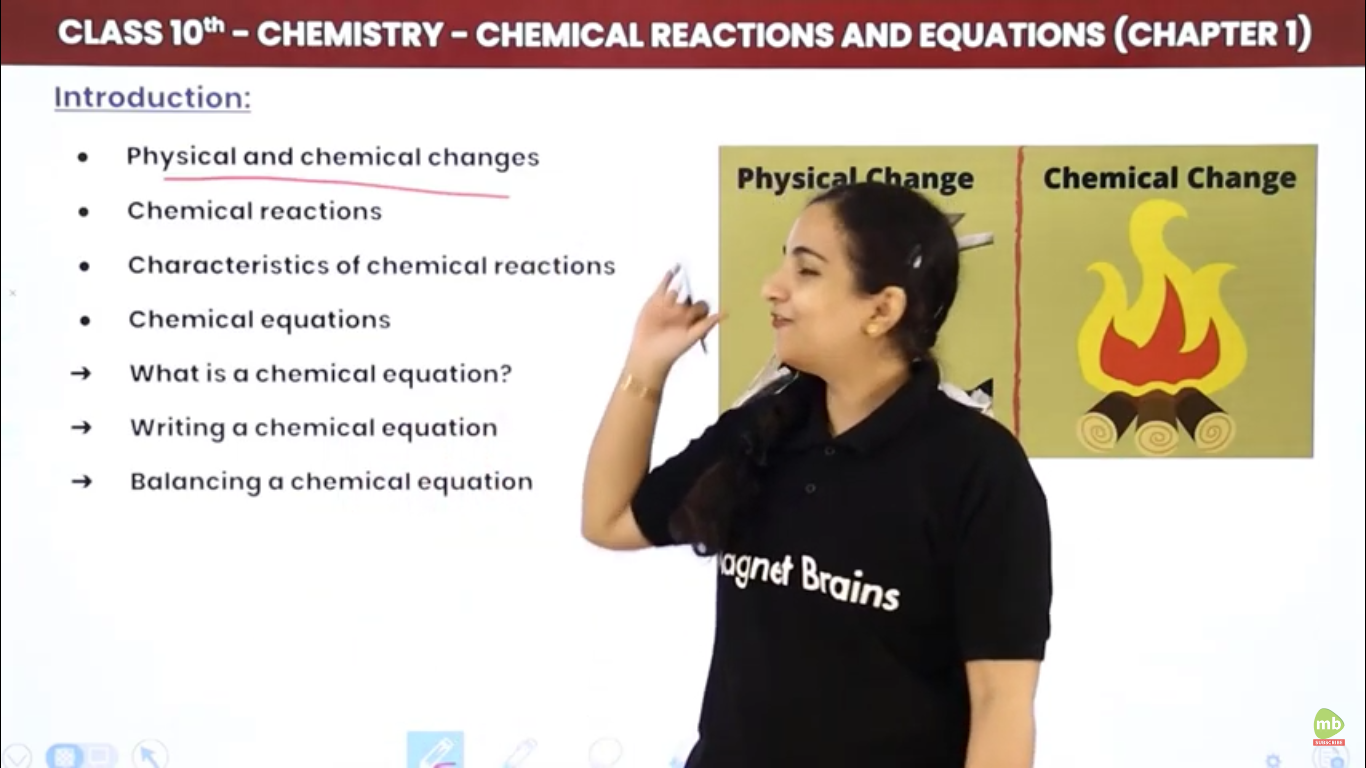 CLASS 10th – CHEMISTRY – CHEMICAL REACTIONS AND EQUATIONS (CHAPTER 1)
Introduction:
• Physical and chemical changes
• Chemical reactions
• Characteristics of chemical reactions
• Chemical equations
→ What is a chemical equation?
→ Writing a chemical equation
→ Balancing a chemical equation
Physical Change
Chemical Change
agnet Brains
mb
SUBSCRIBE